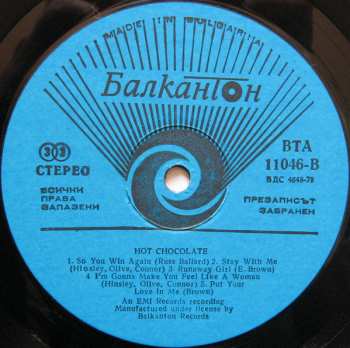 MADE IN BULGARIA
Балкантон
33
СТЕРЕО
ВСИЧКИ
ПРАВА
ЗАПАЗЕНИ
ВТА
11046-B
БДС 4848-78
ПРЕЗАПИСЪТ
ЗАБРАНЕН
HOT CHOCOLATE
1. So You Win Again (Russ Ballard) 2. Stay With Me
(Hinsley, Olive, Connor) 3 Runaway Girl (E. Brown)
4 I'm Gonna Make You Feel Like A Woman
(Hinsley, Olive, Connor) 5. Put Your
Love In Me (Brown)
An EMI Records recording
Manufactured under license by
Balkanton Records